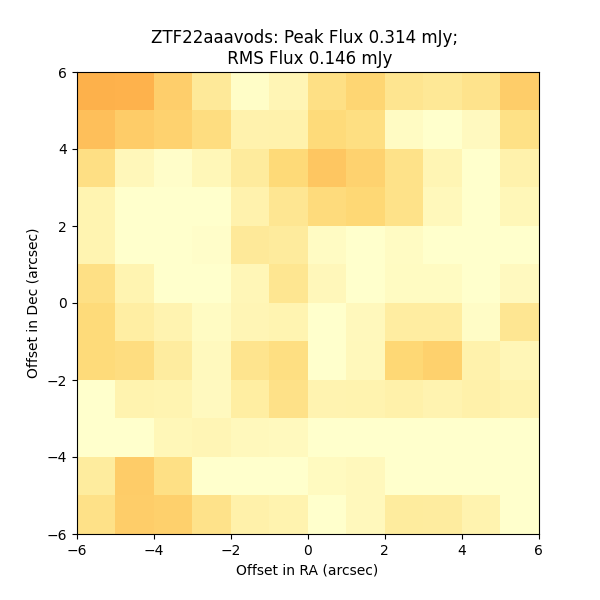 ZTF22aaavods: Peak Flux 0.314 mJy;
RMS Flux 0.146 mJy
6
4
2
0
−2
−4
−6
Offset in Dec (arcsec)
−6 −4 −2 0 2 4 6
Offset in RA (arcsec)